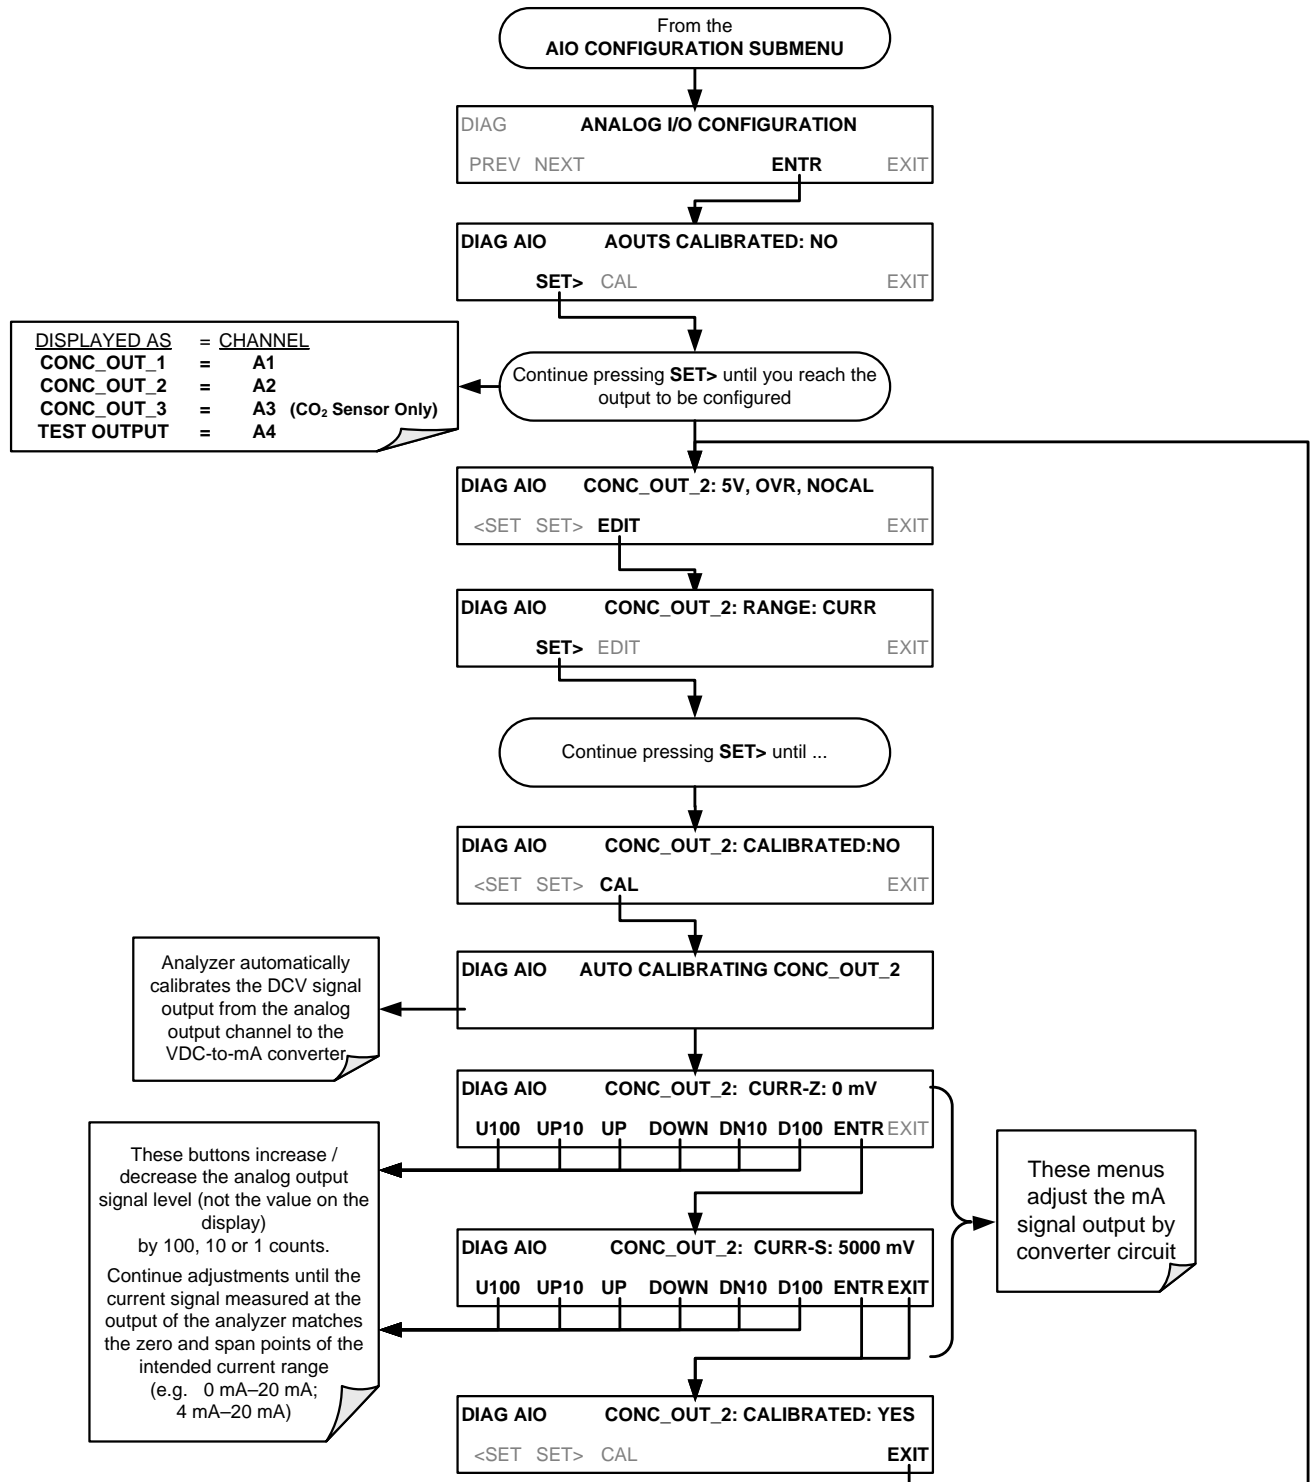 From the
AIO CONFIGURATION SUBMENU
DIAG ANALOG I/O CONFIGURATION
PREV NEXT ENTR EXIT
DIAG AIO AOUTS CALIBRATED: NO
SET> CAL EXIT
DISPLAYED AS = CHANNEL
CONC_OUT_1 = A1
CONC_OUT_2 = A2
CONC_OUT_3 = A3 (CO₂ Sensor Only)
TEST OUTPUT = A4
Continue pressing SET> until you reach the
output to be configured
DIAG AIO CONC_OUT_2: 5V, OVR, NOCAL
<SET SET> EDIT EXIT
DIAG AIO CONC_OUT_2: RANGE: CURR
SET> EDIT EXIT
Continue pressing SET> until ...
DIAG AIO CONC_OUT_2: CALIBRATED:NO
<SET SET> CAL EXIT
Analyzer automatically
calibrates the DCV signal
output from the analog
output channel to the
VDC-to-mA converter
DIAG AIO AUTO CALIBRATING CONC_OUT_2
DIAG AIO CONC_OUT_2: CURR-Z: 0 mV
U100 UP10 UP DOWN DN10 D100 ENTR EXIT
These buttons increase /
decrease the analog output
signal level (not the value on the
display)
by 100, 10 or 1 counts.
Continue adjustments until the
current signal measured at the
output of the analyzer matches
the zero and span points of the
intended current range
(e.g. 0 mA–20 mA;
4 mA–20 mA)
These menus
adjust the mA
signal output by
converter circuit
DIAG AIO CONC_OUT_2: CURR-S: 5000 mV
U100 UP10 UP DOWN DN10 D100 ENTR EXIT
DIAG AIO CONC_OUT_2: CALIBRATED: YES
<SET SET> CAL EXIT